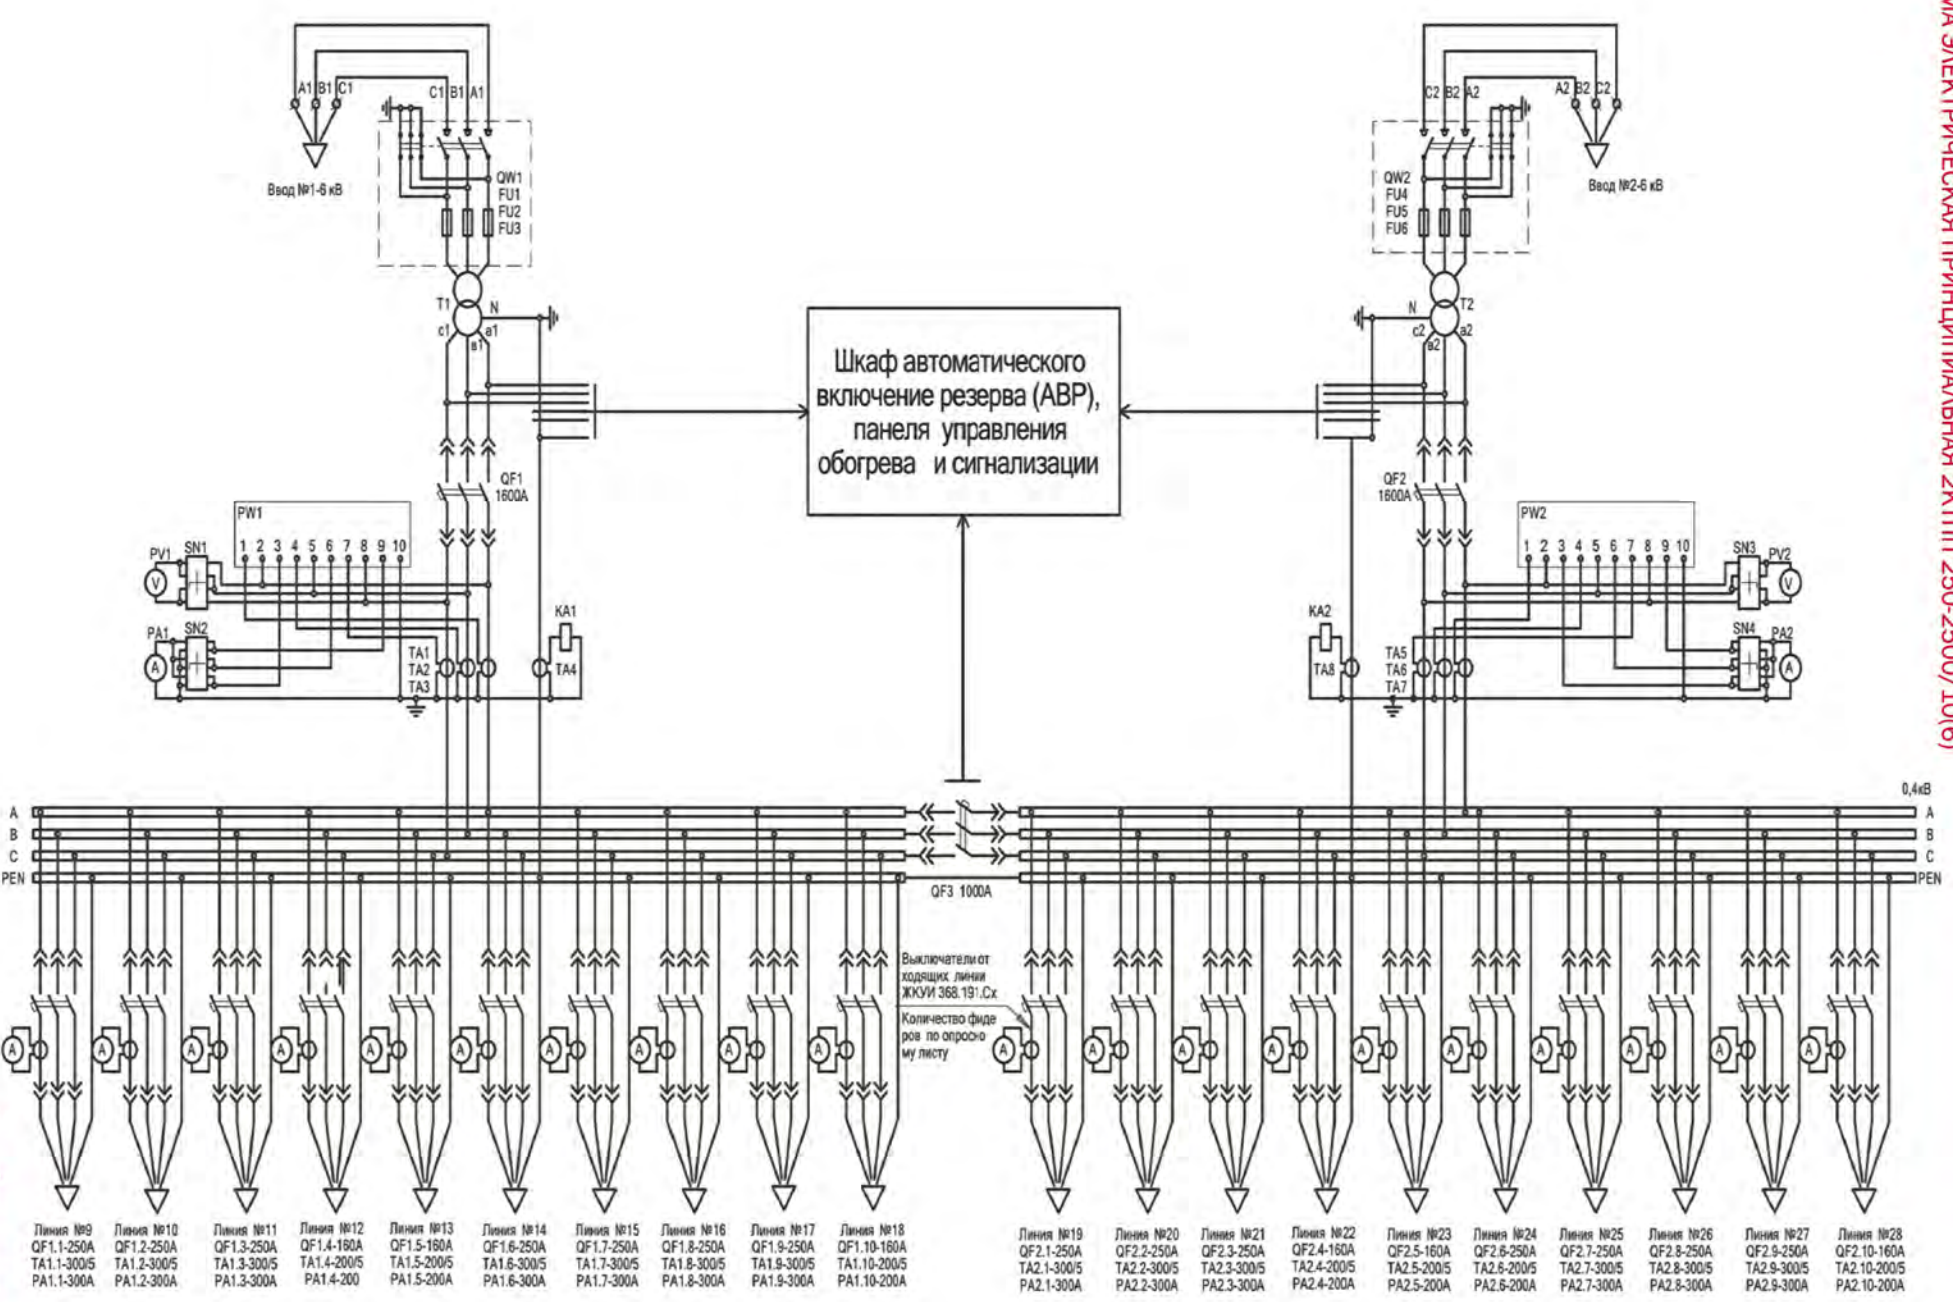 A1 B1 C1
C1 B1 A1
Ввод №1-6 кВ
QW1
FU1
FU2
FU3
T1
N
c1 в1 a1
QF1
1600A
C2 B2 A2
A2 B2 C2
QW2
FU4
FU5
FU6
Ввод №2-6 кВ
N
T2
c2 в2 a2
QF2
1600A
Шкаф автоматического
включение резерва (АВР),
панеля управления
обогрева и сигнализации
PW1
1 2 3 4 5 6 7 8 9 10
PV1
SN1
V
PA1
SN2
A
TA1
TA2
TA3
KA1
TA4
PW2
1 2 3 4 5 6 7 8 9 10
SN3
PV2
V
SN4
PA2
A
KA2
TA8
TA5
TA6
TA7
ЭЛЕКТРИЧЕСКАЯ ПРИНЦИПИАЛЬНАЯ 2КТПП 250-2500/ 10(6)
0,4кВ
A
B
C
PEN
A
B
C
PEN
QF3 1000A
Выключатели от
ходящих линии
ЖКУИ 368.191.Сх
Количество фиде
ров по опросно
му листу
A A A A A A A A A A
A A A A A A A A A A
Линия №9
QF1.1-250A
TA1.1-300/5
PA1.1-300A
Линия №10
QF1.2-250A
TA1.2-300/5
PA1.2-300A
Линия №11
QF1.3-250A
TA1.3-300/5
PA1.3-300A
Линия №12
QF1.4-160A
TA1.4-200/5
PA1.4-200
Линия №13
QF1.5-160A
TA1.5-200/5
PA1.5-200A
Линия №14
QF1.6-250A
TA1.6-300/5
PA1.6-300A
Линия №15
QF1.7-250A
TA1.7-300/5
PA1.7-300A
Линия №16
QF1.8-250A
TA1.8-300/5
PA1.8-300A
Линия №17
QF1.9-250A
TA1.9-300/5
PA1.9-300A
Линия №18
QF1.10-160A
TA1.10-200/5
PA1.10-200A
Линия №19
QF2.1-250A
TA2.1-300/5
PA2.1-300A
Линия №20
QF2.2-250A
TA2.2-300/5
PA2.2-300A
Линия №21
QF2.3-250A
TA2.3-300/5
PA2.3-300A
Линия №22
QF2.4-160A
TA2.4-200/5
PA2.4-200A
Линия №23
QF2.5-160A
TA2.5-200/5
PA2.5-200A
Линия №24
QF2.6-250A
TA2.6-200/5
PA2.6-200A
Линия №25
QF2.7-250A
TA2.7-300/5
PA2.7-300A
Линия №26
QF2.8-250A
TA2.8-300/5
PA2.8-300A
Линия №27
QF2.9-250A
TA2.9-300/5
PA2.9-300A
Линия №28
QF2.10-160A
TA2.10-200/5
PA2.10-200A